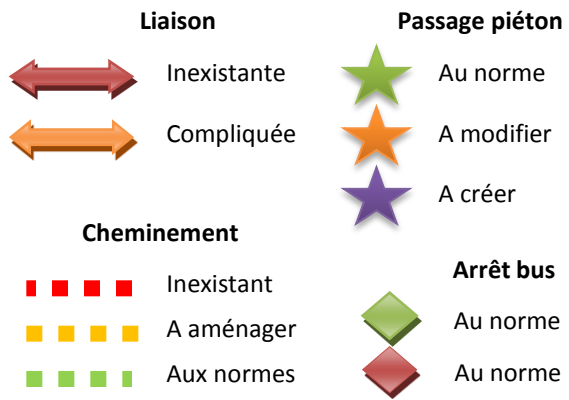 Liaison
Inexistante
Compliquée
Passage piéton
Au norme
A modifier
A créer
Cheminement
Inexistant
A aménager
Aux normes
Arrêt bus
Au norme
Au norme